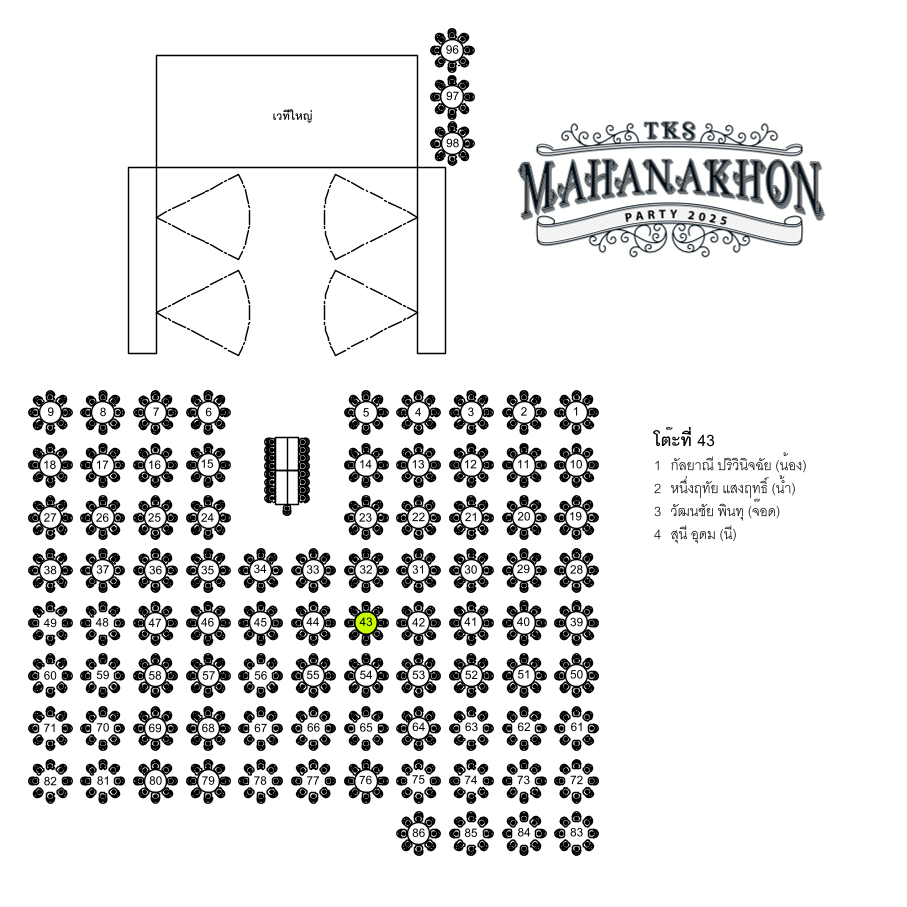 96
97
98
เวทีใหญ่
TKS
MAHANAKHON
PARTY 2025
9 8 7 6 5 4 3 2 1
18 17 16 15 14 13 12 11 10
27 26 25 24 23 22 21 20 19
38 37 36 35 34 33 32 31 30 29 28
49 48 47 46 45 44 43 42 41 40 39
60 59 58 57 56 55 54 53 52 51 50
71 70 69 68 67 66 65 64 63 62 61
82 81 80 79 78 77 76 75 74 73 72
86 85 84 83
โต๊ะที่ 43
1 กัลยาณี ปริวินิจฉัย (น้อง)
2 หนึ่งฤทัย แสงฤทธิ์ (น้ำ)
3 วัฒนชัย พินทุ (จ๊อด)
4 สุนี อุดม (นี)